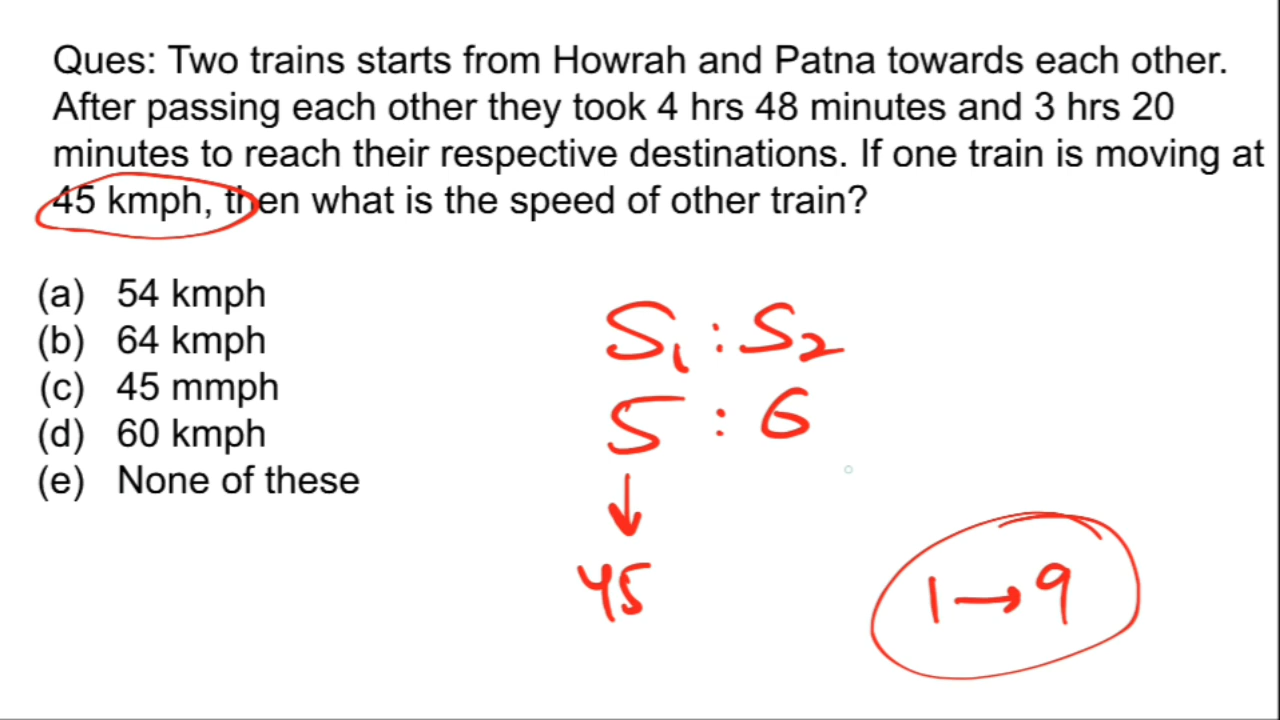 Ques: Two trains starts from Howrah and Patna towards each other.
After passing each other they took 4 hrs 48 minutes and 3 hrs 20
minutes to reach their respective destinations. If one train is moving at
45 kmph, then what is the speed of other train?
(a) 54 kmph
(b) 64 kmph
(c) 45 mmph
(d) 60 kmph
(e) None of these
S₁ : S₂
5 : 6
↓
45
1 → 9